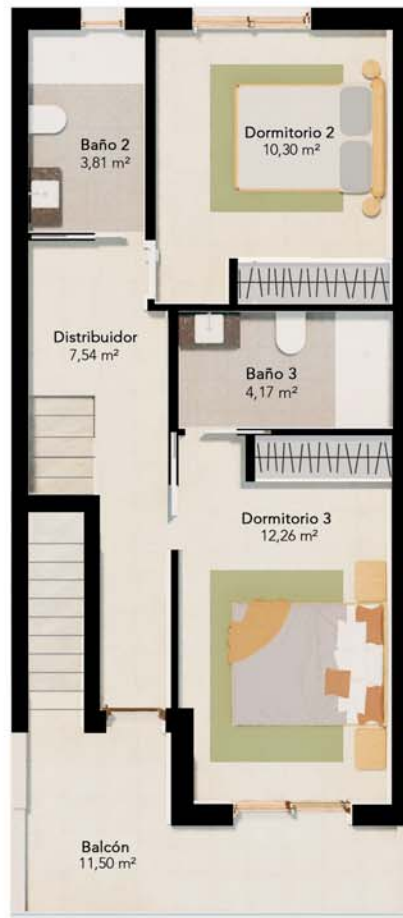 Baño 2
3,81 m²
Dormitorio 2
10,30 m²
Distribuidor
7,54 m²
Baño 3
4,17 m²
Dormitorio 3
12,26 m²
Balcón
11,50 m²